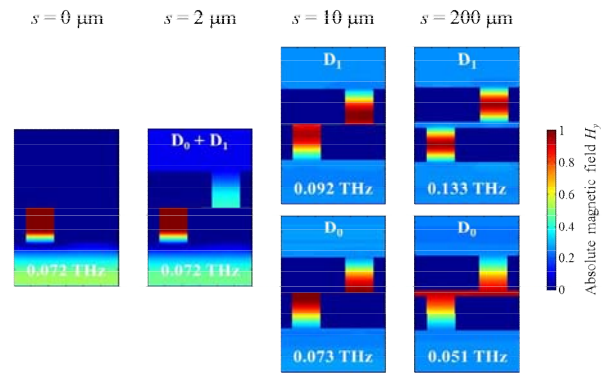 s = 0 µm
s = 2 µm
s = 10 µm
s = 200 µm
D₁
D₁
0.092 THz
0.133 THz
D₀ + D₁
0.072 THz
0.072 THz
D₀
D₀
0.073 THz
0.051 THz
1
0.8
0.6
0.4
0.2
0
Absolute magnetic field Hy